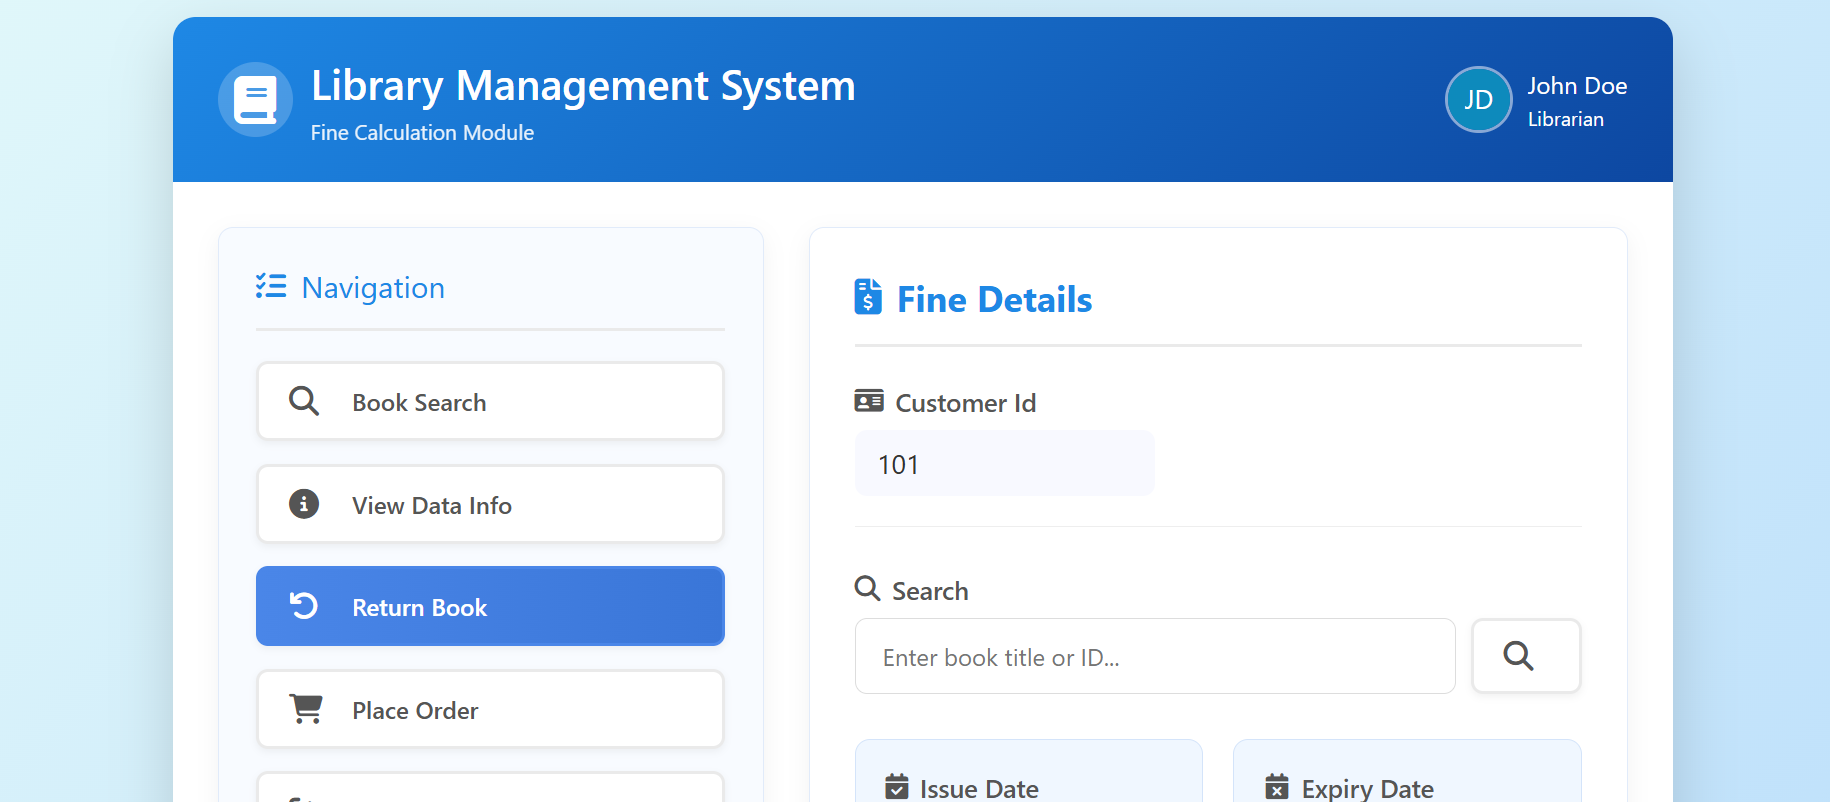 Library Management System
Fine Calculation Module
JD
John Doe
Librarian
Navigation
Book Search
View Data Info
Return Book
Place Order
Fine Details
Customer Id
101
Search
Enter book title or ID...
Issue Date
Expiry Date